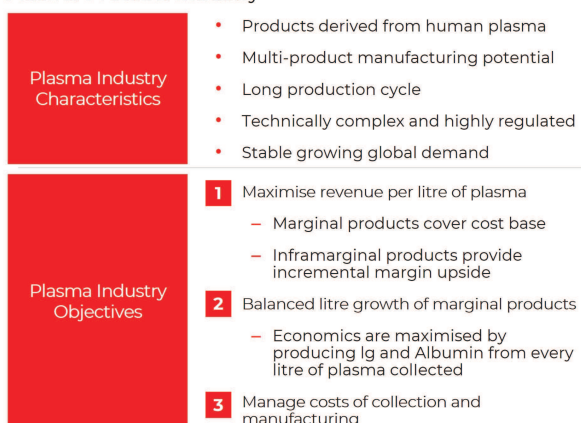 Plasma Industry
Characteristics
• Products derived from human plasma
• Multi-product manufacturing potential
• Long production cycle
• Technically complex and highly regulated
• Stable growing global demand
Plasma Industry
Objectives
1 Maximise revenue per litre of plasma
– Marginal products cover cost base
– Inframarginal products provide
incremental margin upside
2 Balanced litre growth of marginal products
– Economics are maximised by
producing Ig and Albumin from every
litre of plasma collected
3 Manage costs of collection and
manufacturing